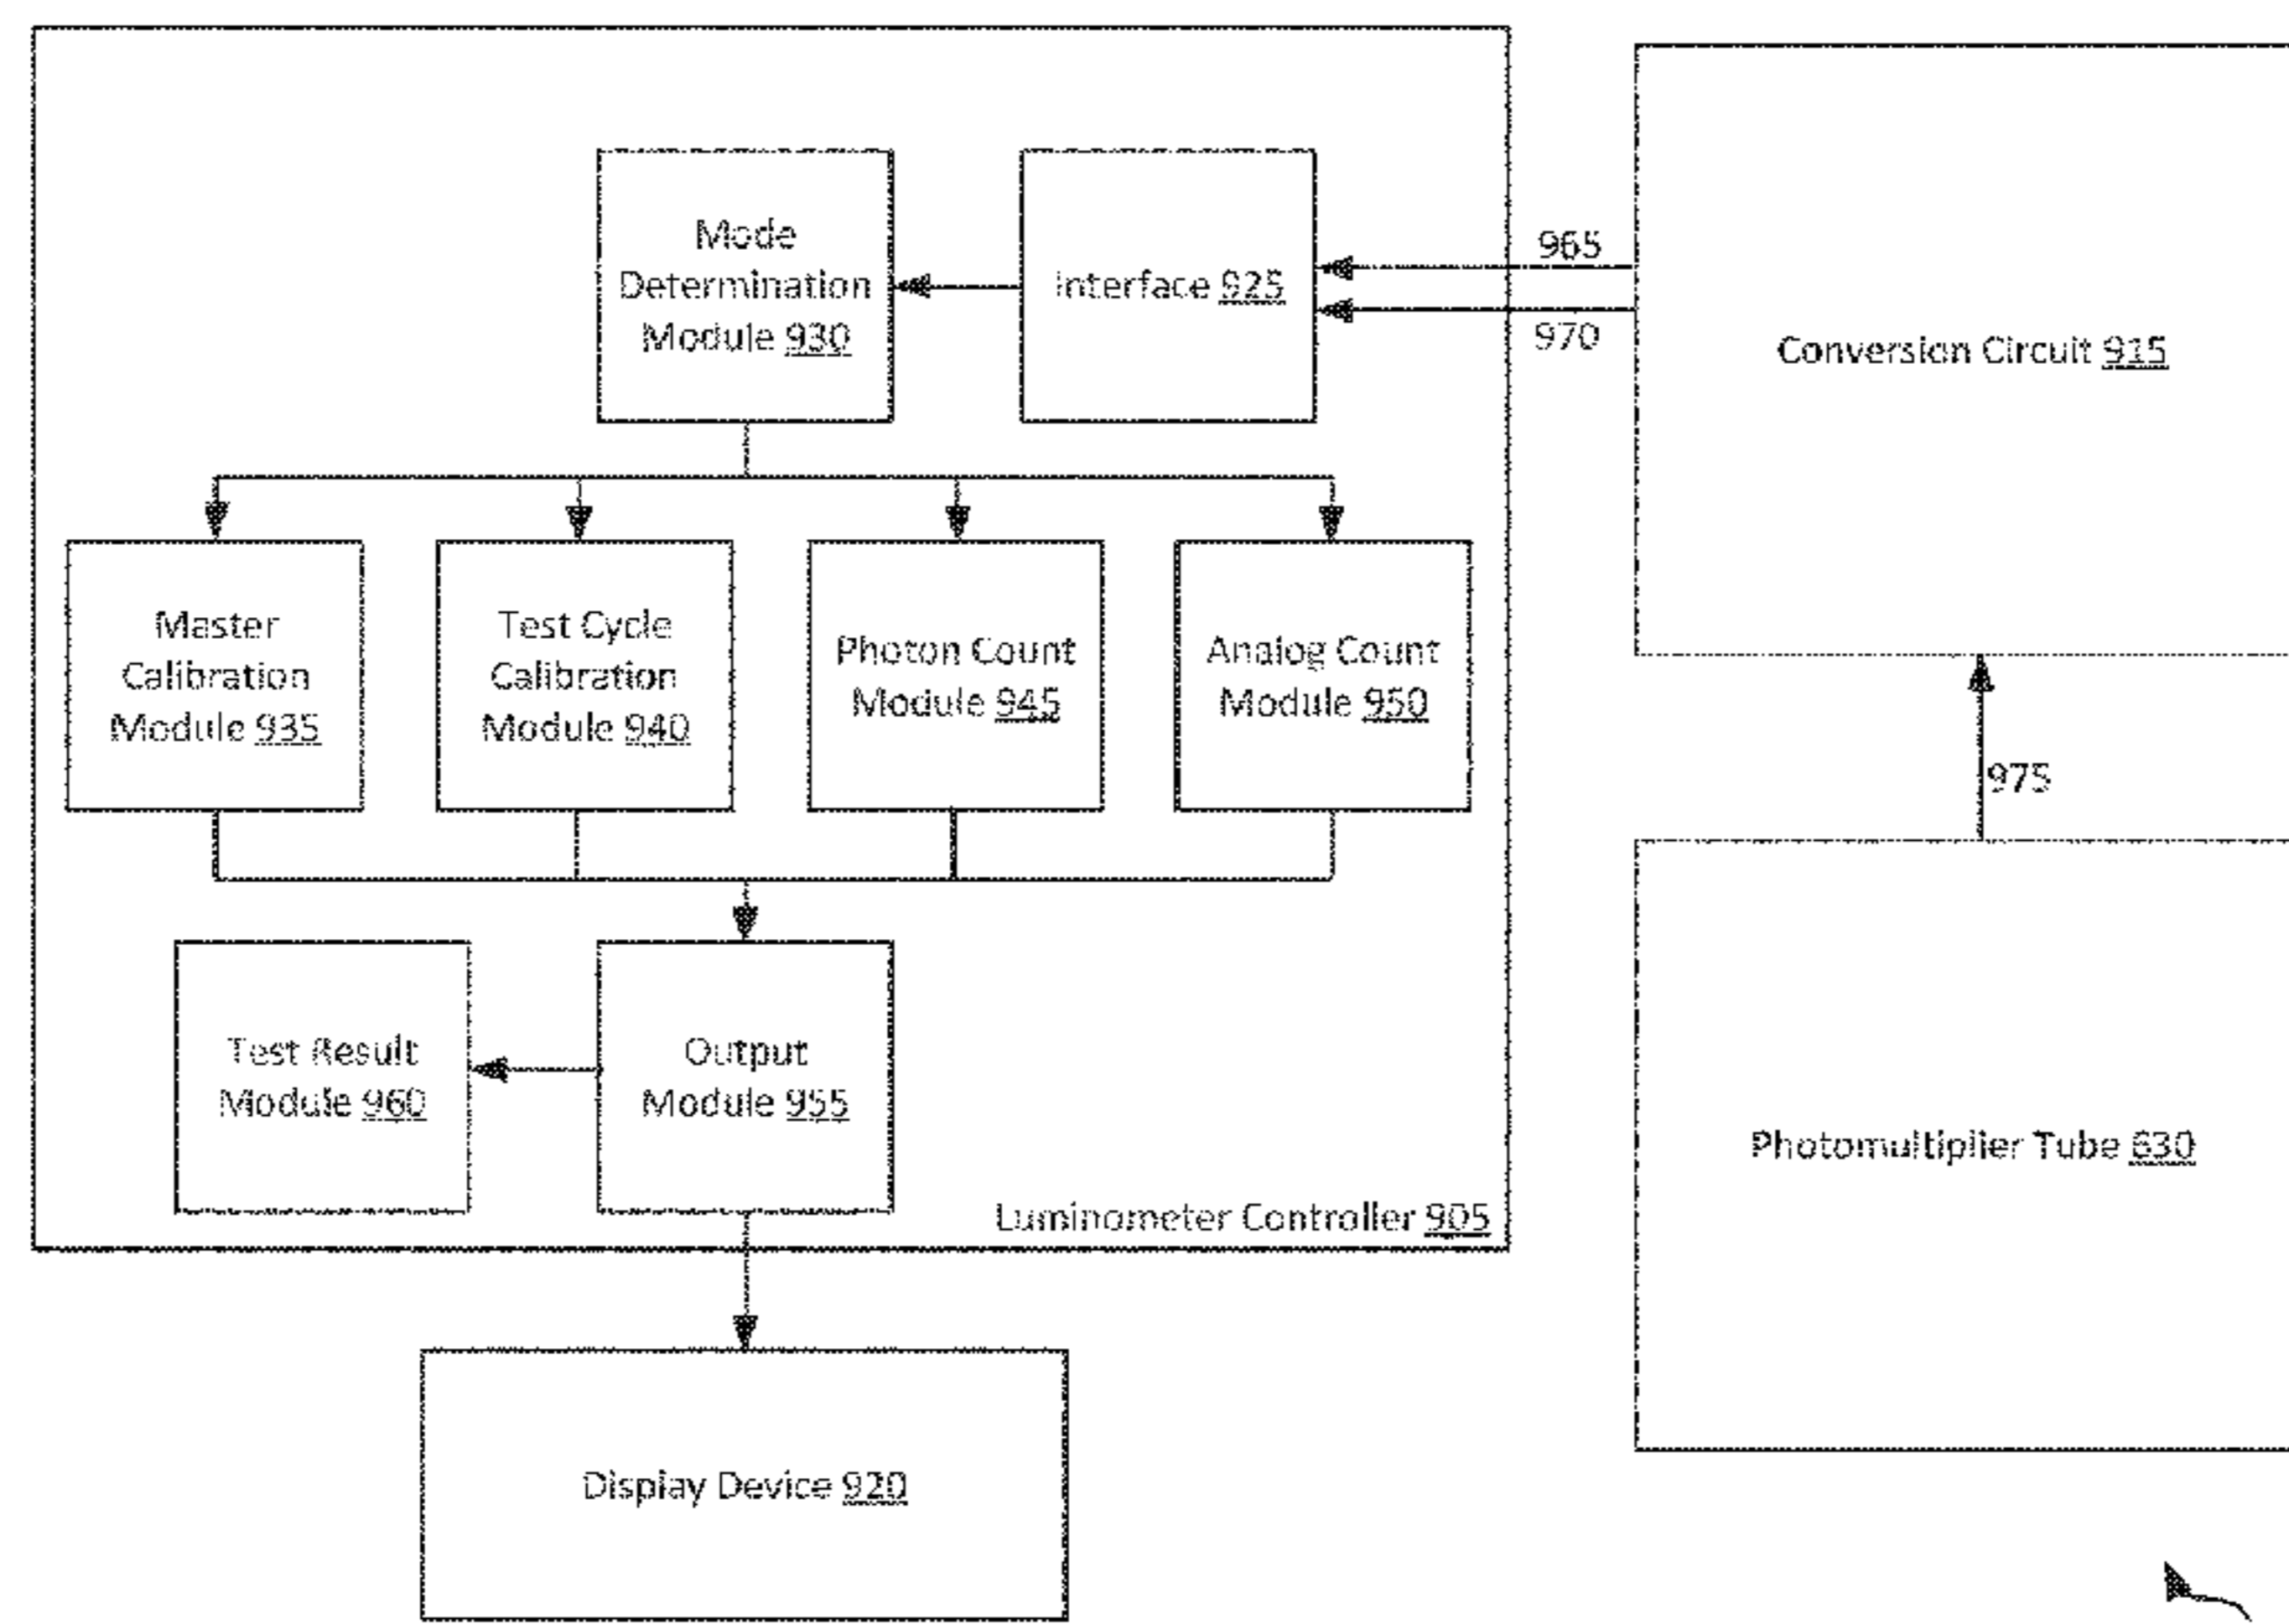 Mode
Determination
Module 930
Interface 925
965
970
Conversion Circuit 915
Master
Calibration
Module 935
Test Cycle
Calibration
Module 940
Photon Count
Module 945
Analog Count
Module 950
975
Test Result
Module 960
Output
Module 955
Photomultiplier Tube 630
Luminometer Controller 905
Display Device 920